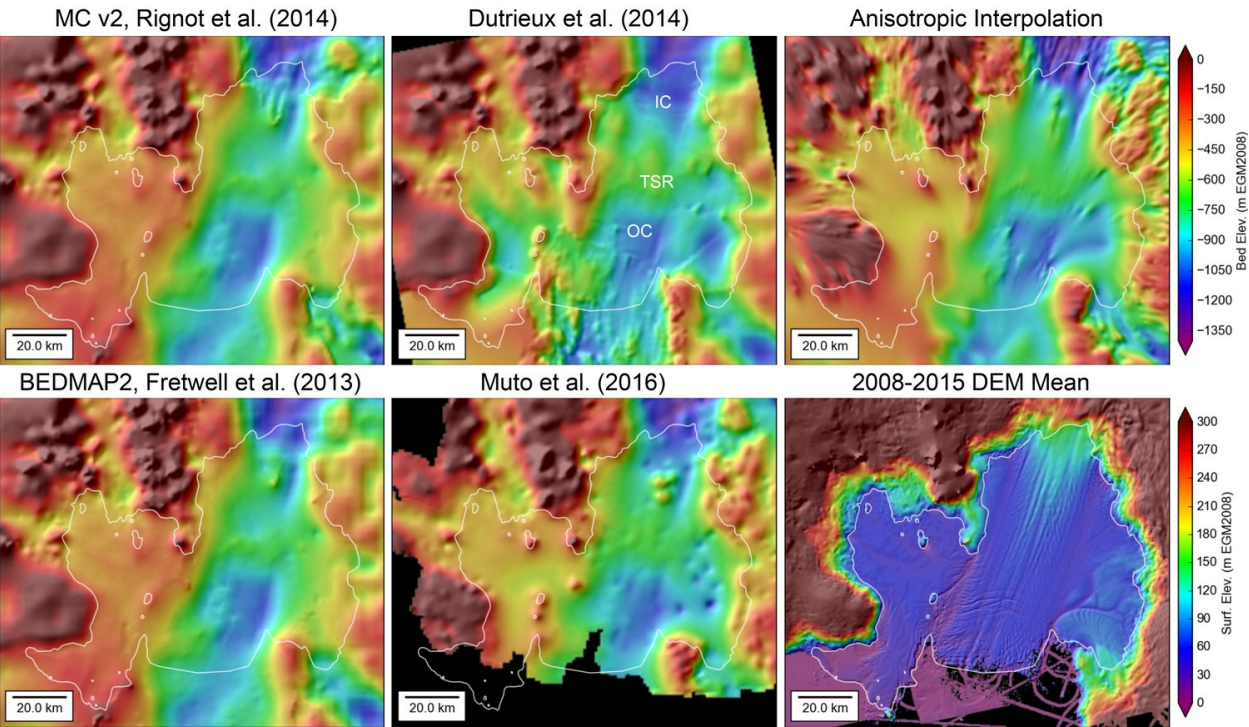 MC v2, Rignot et al. (2014)
Dutrieux et al. (2014)
Anisotropic Interpolation
IC
TSR
OC
20.0 km
20.0 km
20.0 km
0
−150
−300
−450
−600
−750
−900
−1050
−1200
−1350
Bed Elev. (m EGM2008)
BEDMAP2, Fretwell et al. (2013)
Muto et al. (2016)
2008-2015 DEM Mean
20.0 km
20.0 km
20.0 km
300
270
240
210
180
150
120
90
60
30
0
Surf. Elev. (m EGM2008)